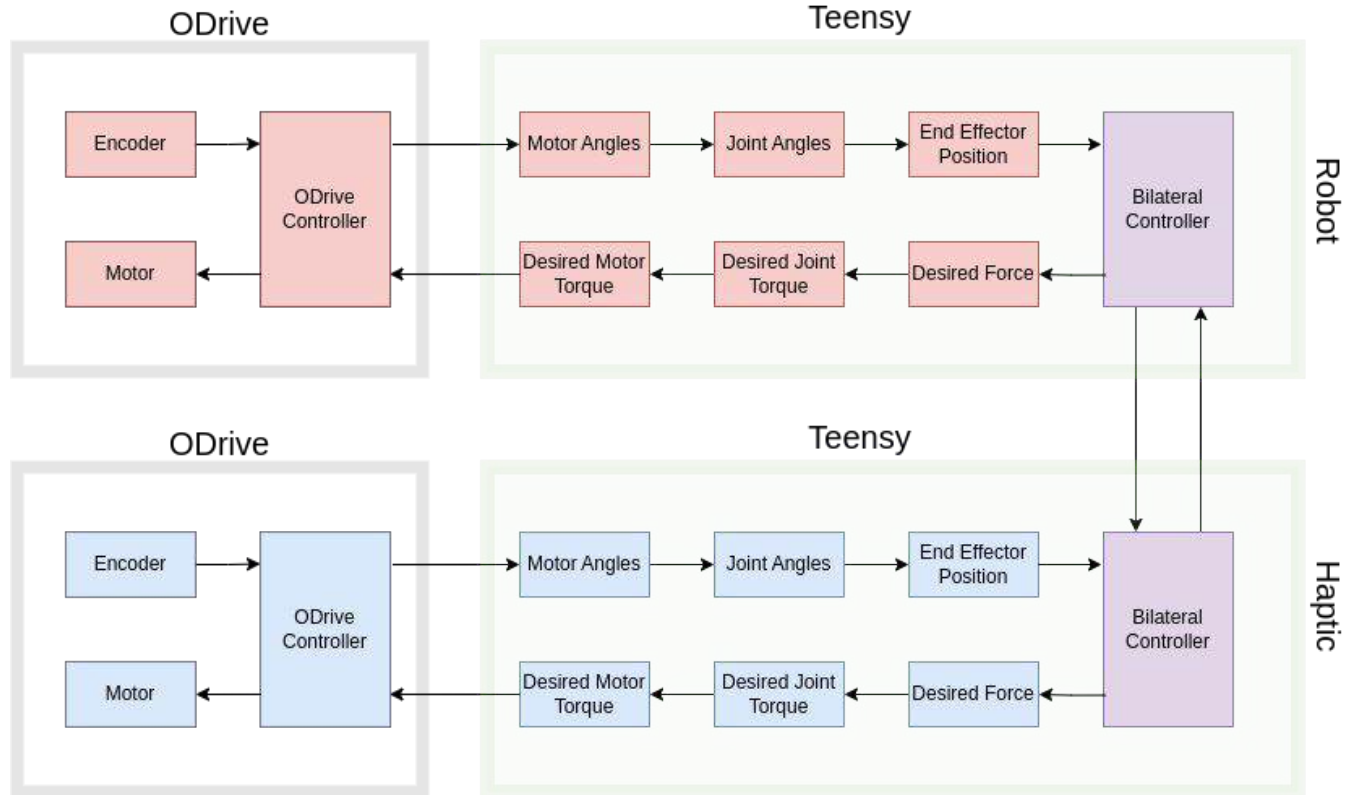 ODrive
Teensy
Encoder
ODrive
Controller
Motor
Motor Angles
Joint Angles
End Effector
Position
Bilateral
Controller
Desired Motor
Torque
Desired Joint
Torque
Desired Force
Robot
ODrive
Teensy
Encoder
ODrive
Controller
Motor
Motor Angles
Joint Angles
End Effector
Position
Bilateral
Controller
Desired Motor
Torque
Desired Joint
Torque
Desired Force
Haptic